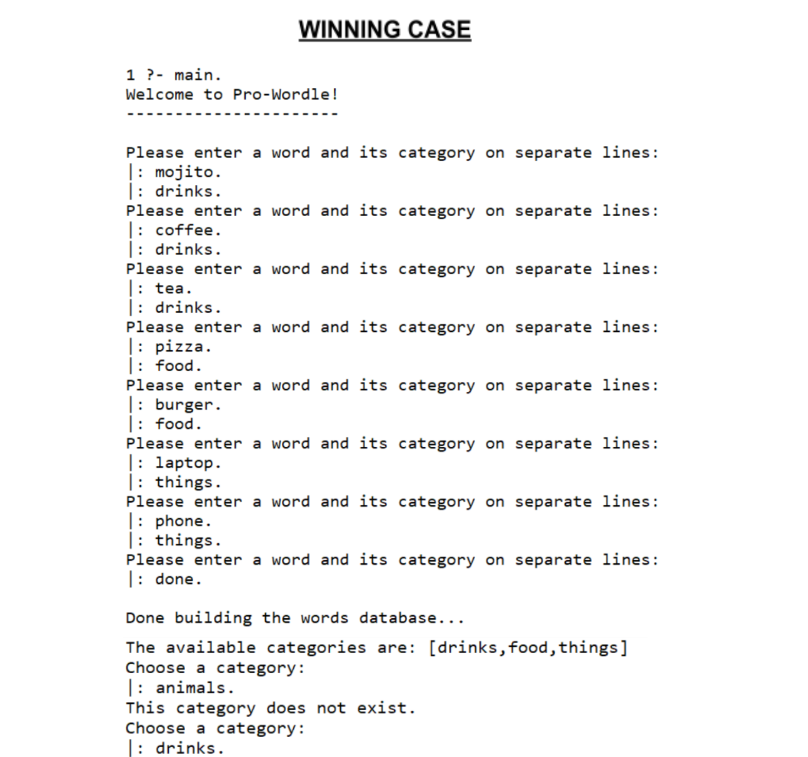 WINNING CASE
1 ?- main.
Welcome to Pro-Wordle!
----------------------
Please enter a word and its category on separate lines:
|: mojito.
|: drinks.
Please enter a word and its category on separate lines:
|: coffee.
|: drinks.
Please enter a word and its category on separate lines:
|: tea.
|: drinks.
Please enter a word and its category on separate lines:
|: pizza.
|: food.
Please enter a word and its category on separate lines:
|: burger.
|: food.
Please enter a word and its category on separate lines:
|: laptop.
|: things.
Please enter a word and its category on separate lines:
|: phone.
|: things.
Please enter a word and its category on separate lines:
|: done.
Done building the words database...
The available categories are: [drinks,food,things]
Choose a category:
|: animals.
This category does not exist.
Choose a category:
|: drinks.